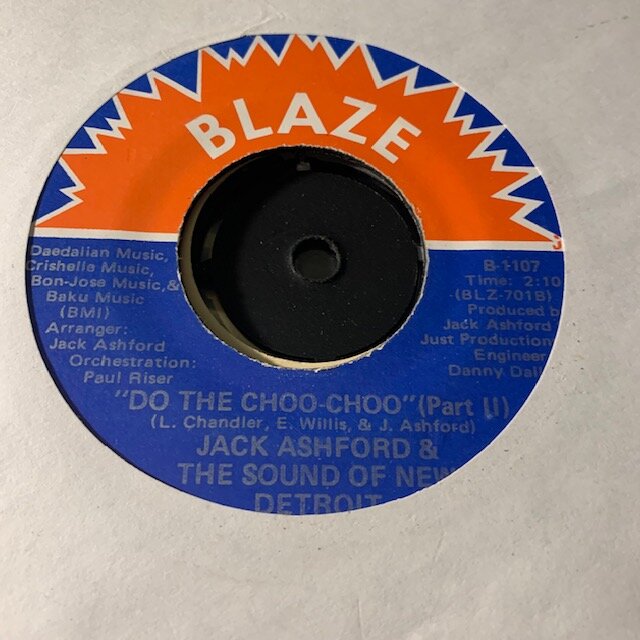 BLAZE
Daedalian Music,
Crishelle Music,
Bon-Jose Music,&
Baku Music
(BMI)
Arranger:
Jack Ashford
Orchestration:
Paul Riser
B-1107
Time: 2:10
(BLZ-701B)
Produced by
Jack Ashford
Just Production
Engineer
Danny Dall
"DO THE CHOO-CHOO" (Part II)
(L. Chandler, E. Willis, & J. Ashford)
JACK ASHFORD &
THE SOUND OF NEW
DETROIT